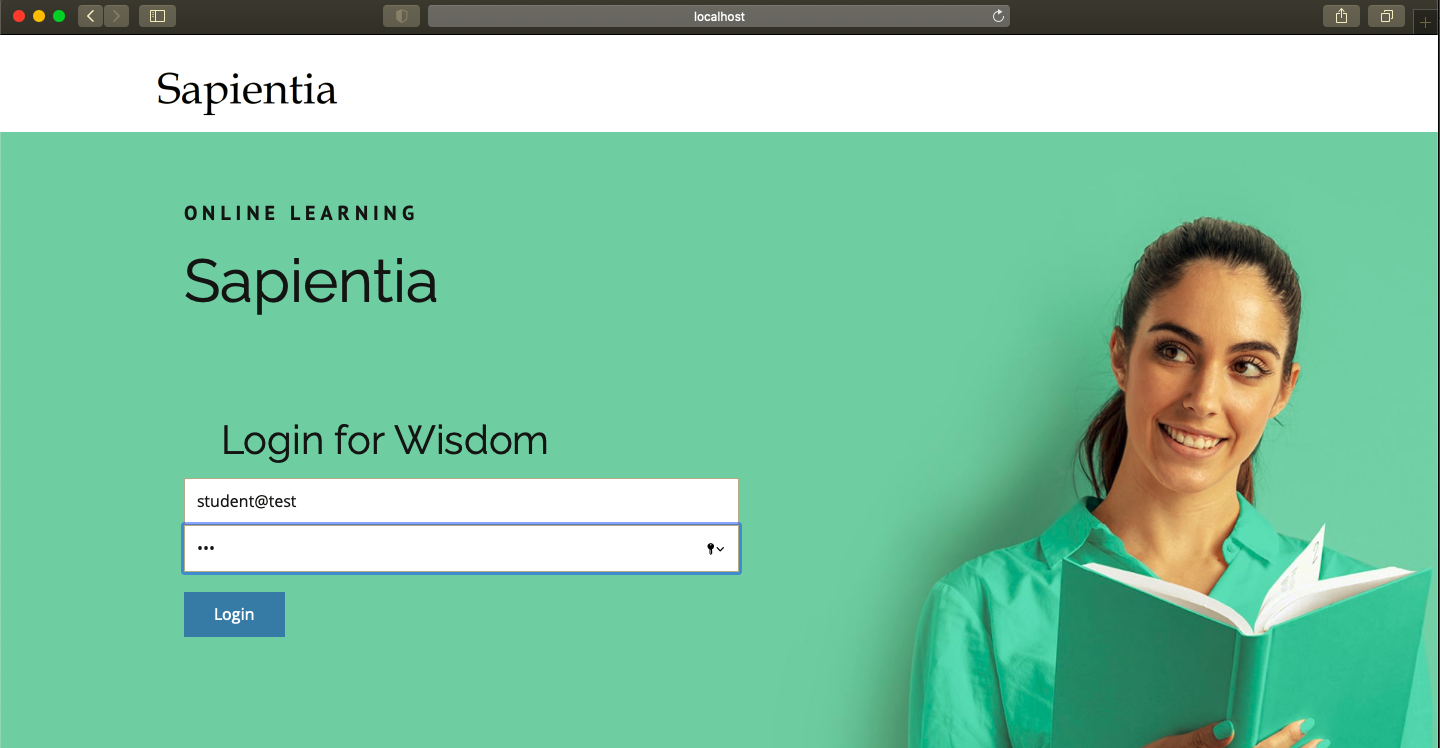 localhost
Sapientia
ONLINE LEARNING
Sapientia
Login for Wisdom
student@test
•••
Login